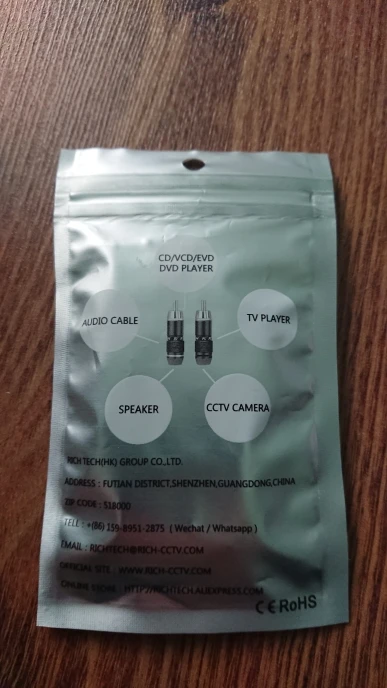 CD/VCD/EVD
DVD PLAYER
AUDIO CABLE
TV PLAYER
SPEAKER
CCTV CAMERA
RICH TECH(HK) GROUP CO.,LTD.
ADDRESS : FUTIAN DISTRICT,SHENZHEN,GUANGDONG,CHINA
ZIP CODE : 518000
TELL : +(86) 159-8951-2875 ( Wechat / Whatsapp )
EMAIL : RICHTECH@RICH-CCTV.COM
OFFICIAL SITE : WWW.RICH-CCTV.COM
ONLINE STORE : HTTP://RICHTECH.ALIEXPRESS.COM
CE RoHS